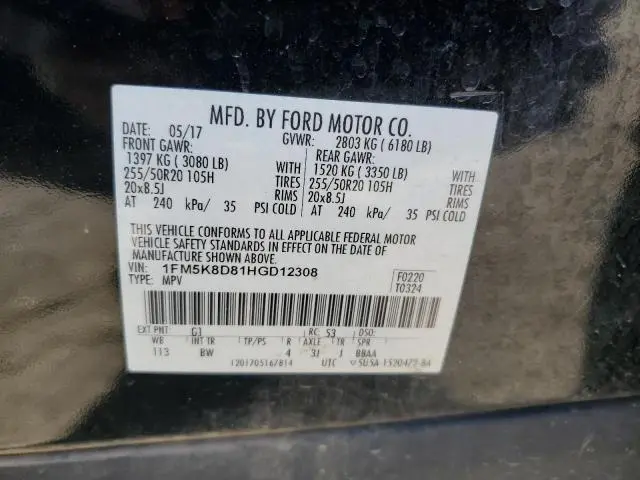 MFD. BY FORD MOTOR CO.
DATE: 05/17 GVWR: 2803 KG ( 6180 LB)
FRONT GAWR: REAR GAWR:
1397 KG ( 3080 LB) WITH 1520 KG ( 3350 LB) WITH
255/50R20 105H TIRES 255/50R20 105H TIRES
20x8.5J RIMS 20x8.5J RIMS
AT 240 kPa/ 35 PSI COLD AT 240 kPa/ 35 PSI COLD
THIS VEHICLE CONFORMS TO ALL APPLICABLE FEDERAL MOTOR
VEHICLE SAFETY STANDARDS IN EFFECT ON THE DATE OF
MANUFACTURE SHOWN ABOVE.
VIN: 1FM5K8D81HGD12308 F0220
TYPE: MPV T0324
EXT PNT: G1 RC: 53 DSO:
WB INT TR TP/PS R AXLE TR SPR
113 BW 4 31 J BBAA
UTC